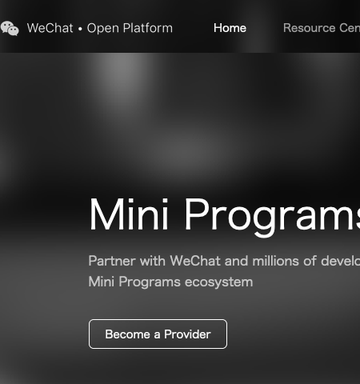 WeChat • Open Platform Home Resource Cen
Mini Programs
Partner with WeChat and millions of develo
Mini Programs ecosystem
Become a Provider